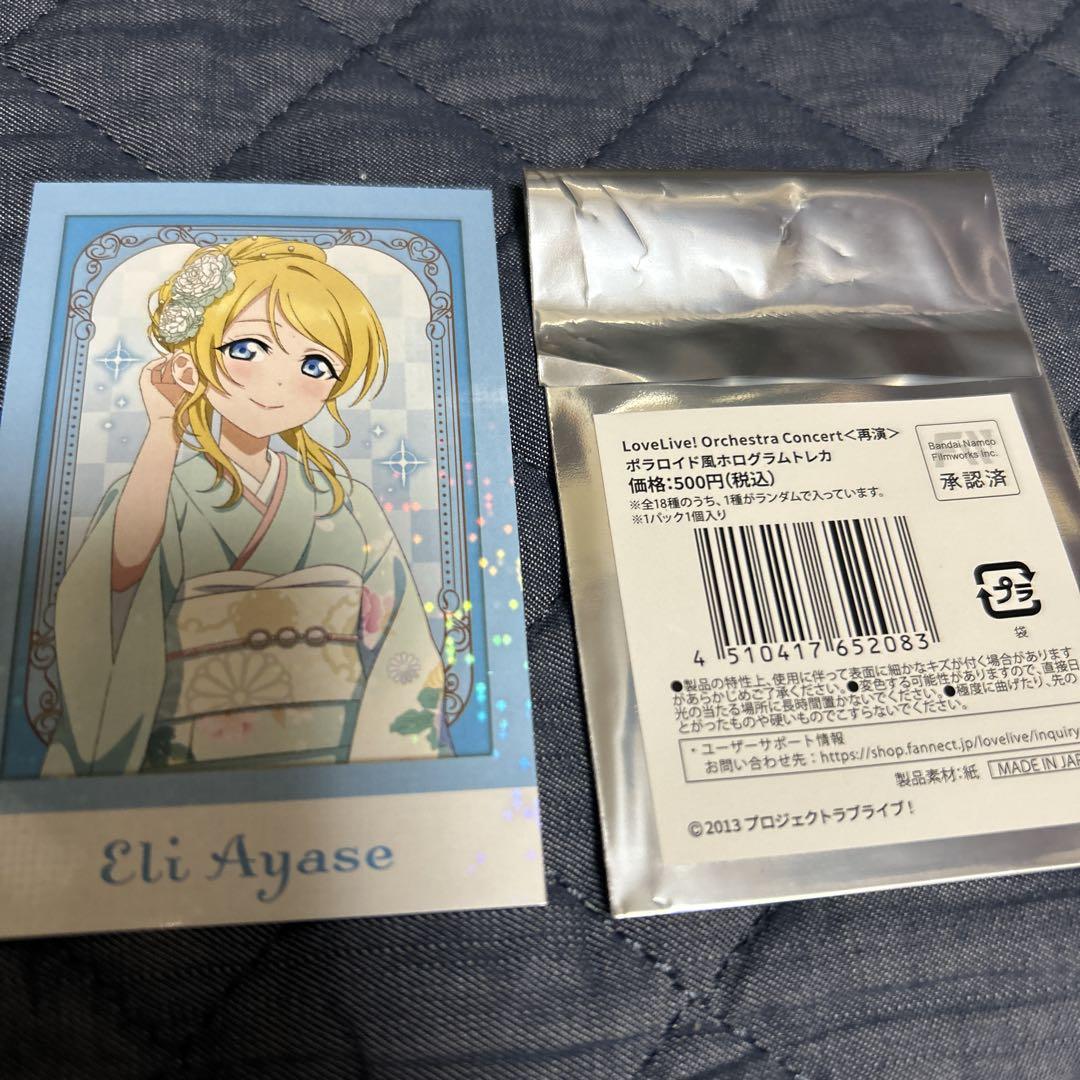 Eli Ayase
LoveLive! Orchestra Concert<再演>
ポラロイド風ホログラムトレカ
価格:500円(税込)
※全18種のうち、1種がランダムで入っています。
※1パック1個入り
Bandai Namco
Filmworks Inc.
承認済
4 510417 652083
プラ
袋
●製品の特性上、使用に伴って表面に細かなキズが付く場合があります
があらかじめご了承ください。●変色する可能性がありますので、直接日
光の当たる場所に長時間置かないでください。●極度に曲げたり、先の
とがったものや硬いものでこすらないでください。
・ユーザーサポート情報
お問い合わせ先:https://shop.fannect.jp/lovelive/inquiry
製品素材:紙 MADE IN JAP
©2013 プロジェクトラブライブ!